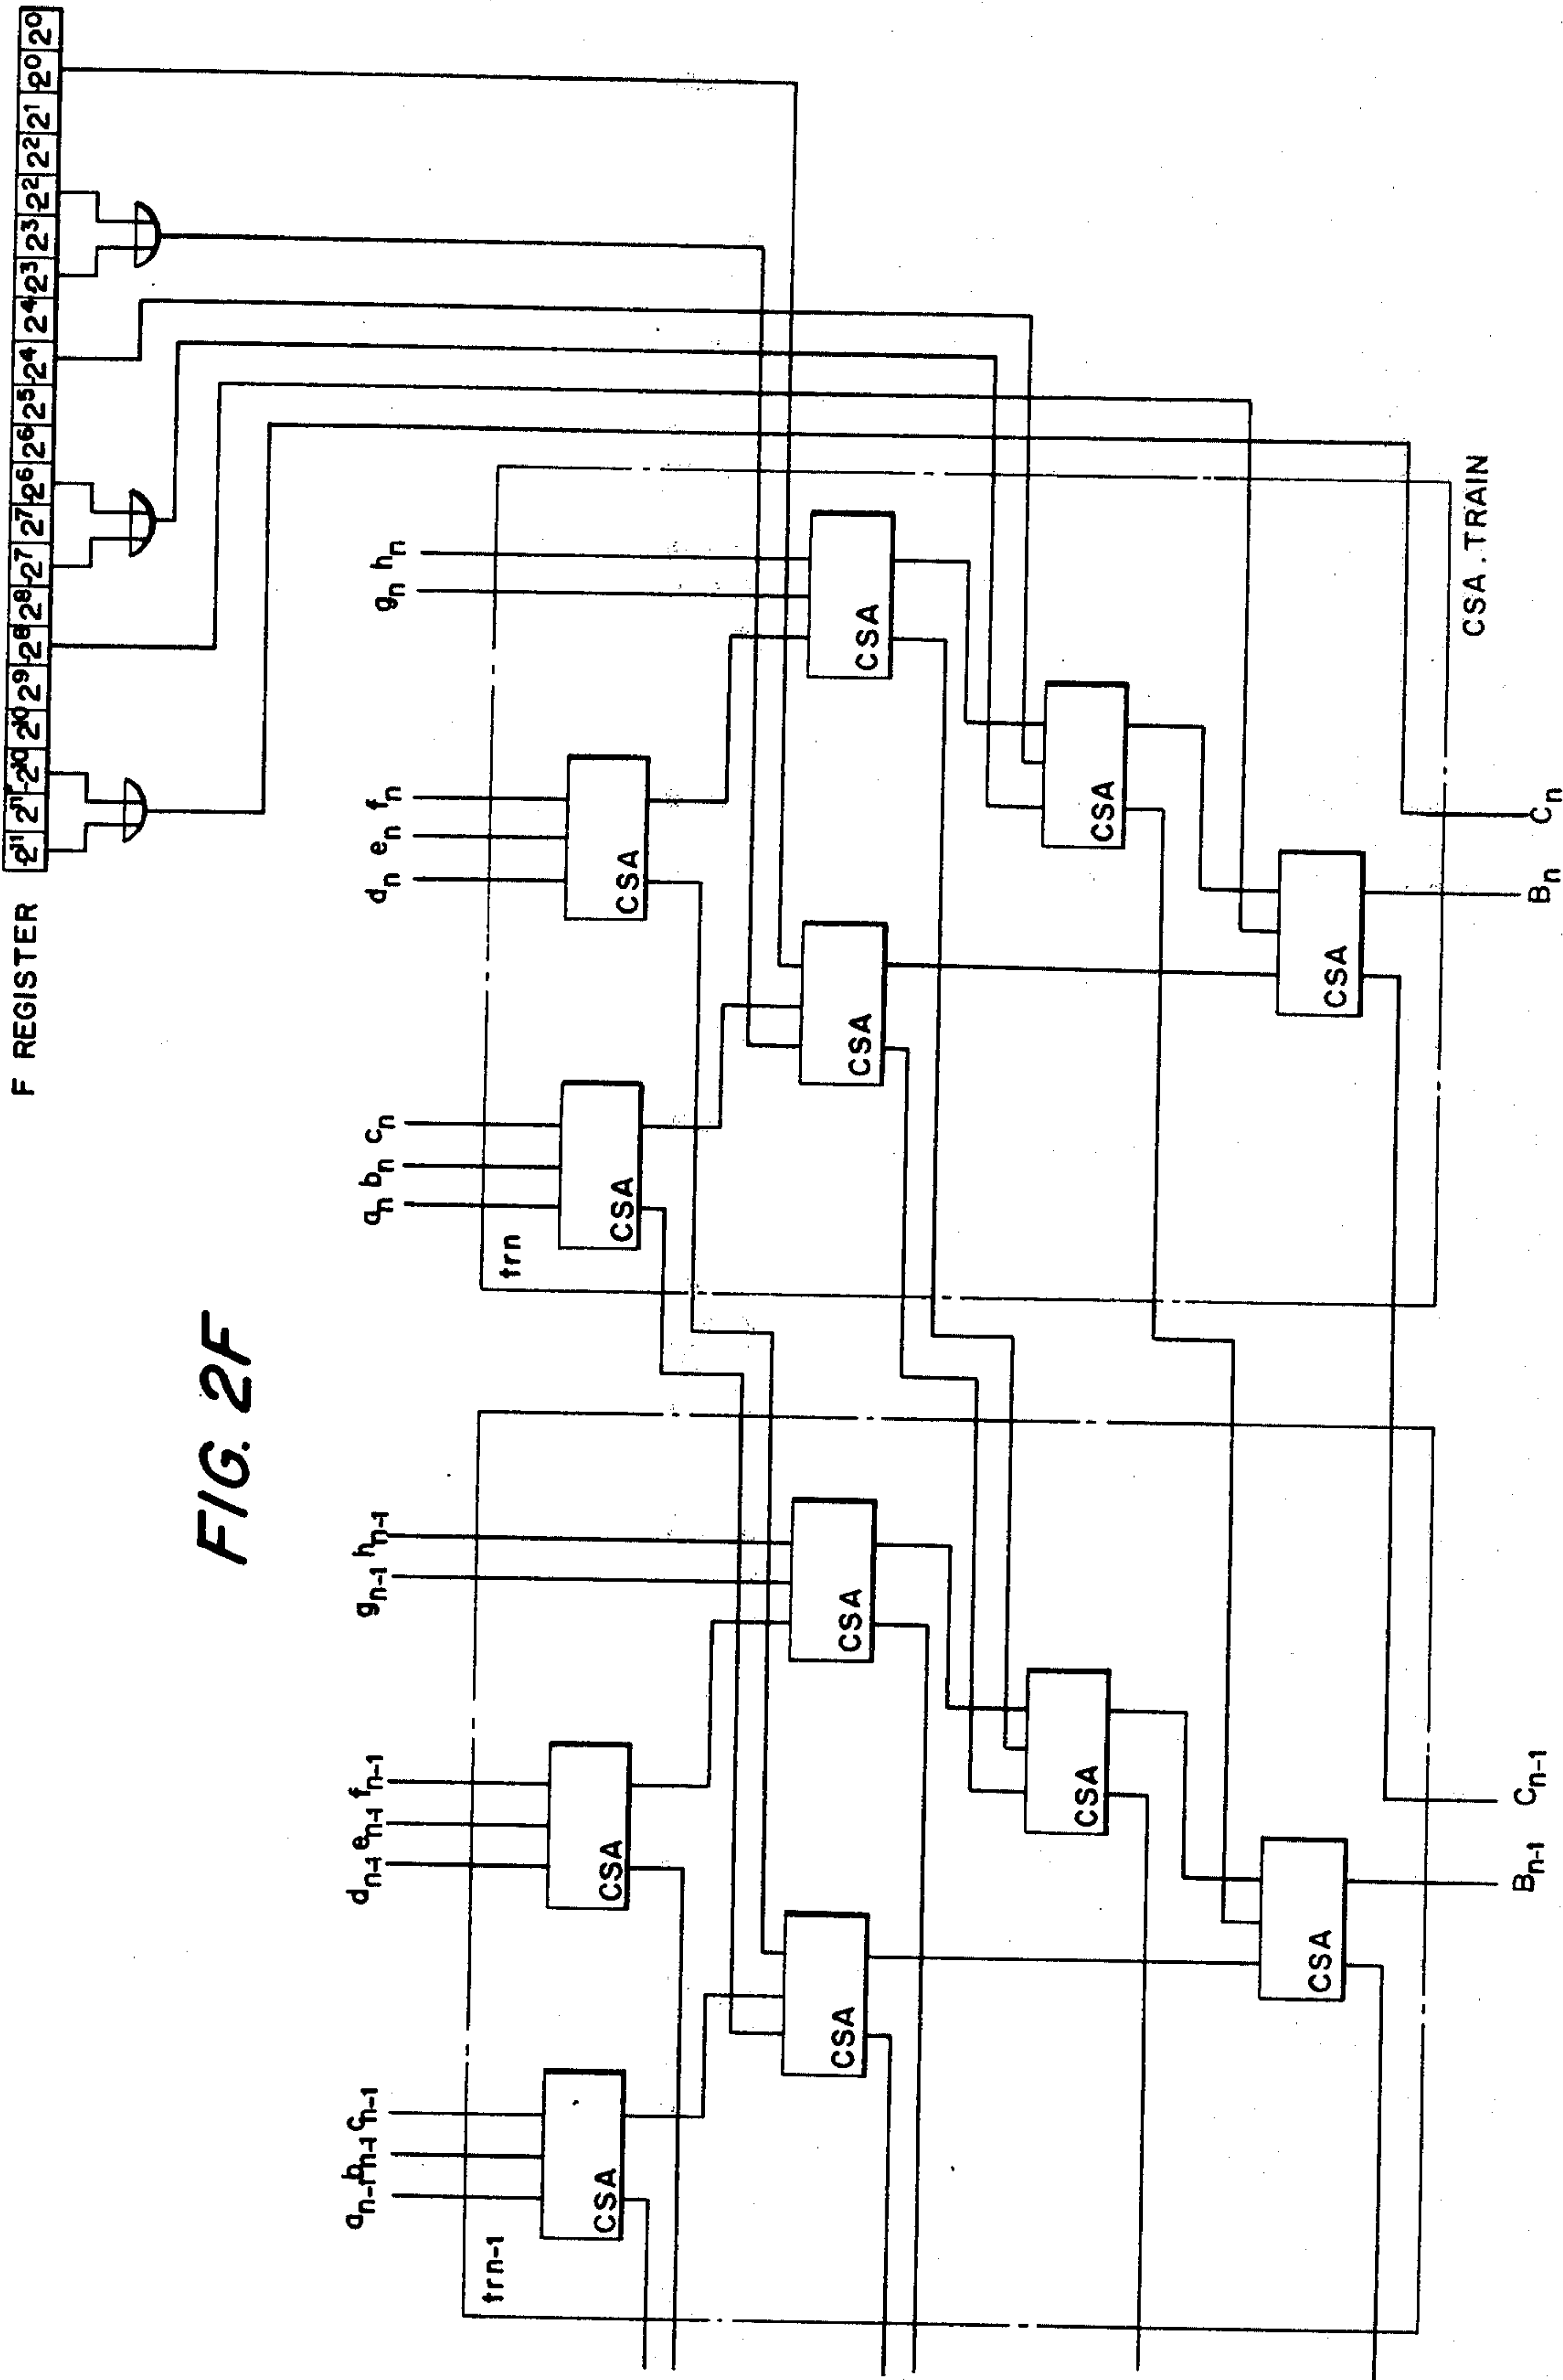 F REGISTER -2¹¹ 2¹¹ -2¹⁰ 2¹⁰ 2⁹ -2⁸ 2⁸ -2⁷ 2⁷ -2⁶ 2⁶ 2⁵ -2⁴ 2⁴ -2³ 2³ -2² 2² 2¹ -2⁰ 2⁰
FIG. 2F
aₙ₋₁ bₙ₋₁ cₙ₋₁ dₙ₋₁ eₙ₋₁ fₙ₋₁ gₙ₋₁ hₙ₋₁ aₙ bₙ cₙ dₙ eₙ fₙ gₙ hₙ
trn-1 trn
CSA CSA CSA CSA
CSA CSA CSA CSA
CSA CSA
CSA CSA
CSA.TRAIN
Bₙ₋₁ Cₙ₋₁ Bₙ Cₙ